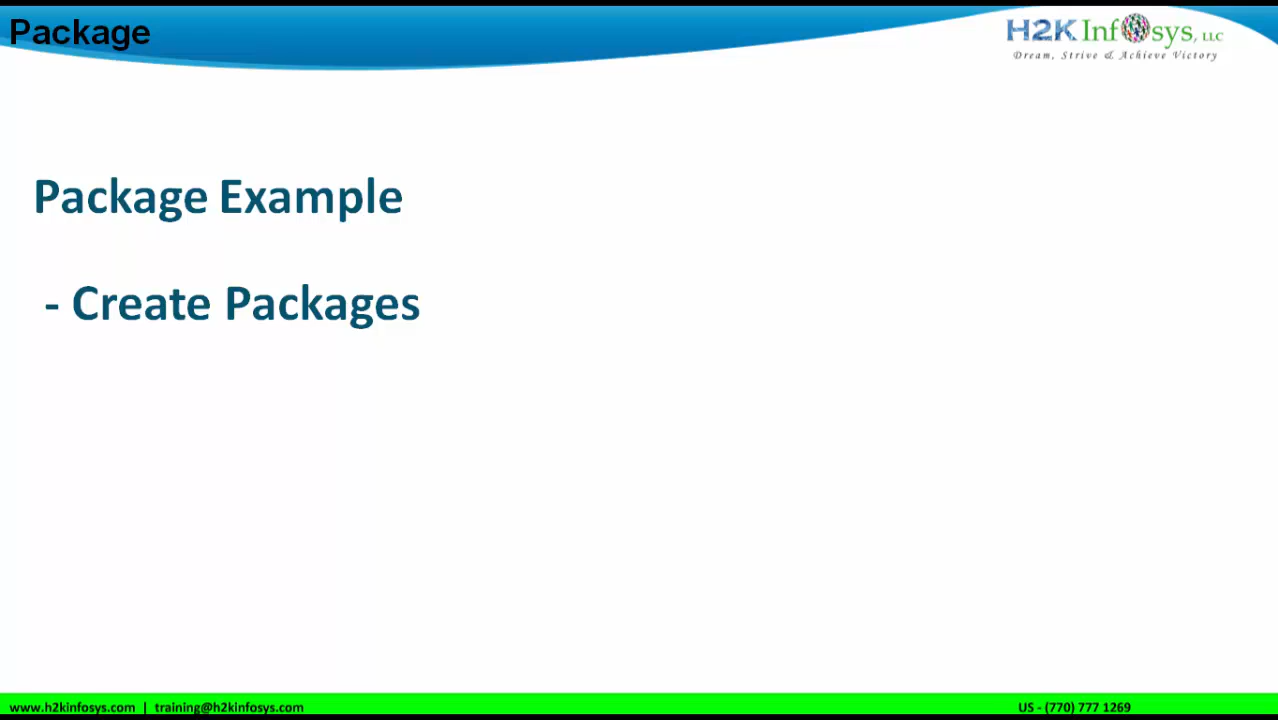 Package
H2K Infosys, LLC
Dream, Strive & Achieve Victory
Package Example
- Create Packages
www.h2kinfosys.com | training@h2kinfosys.com
US - (770) 777 1269